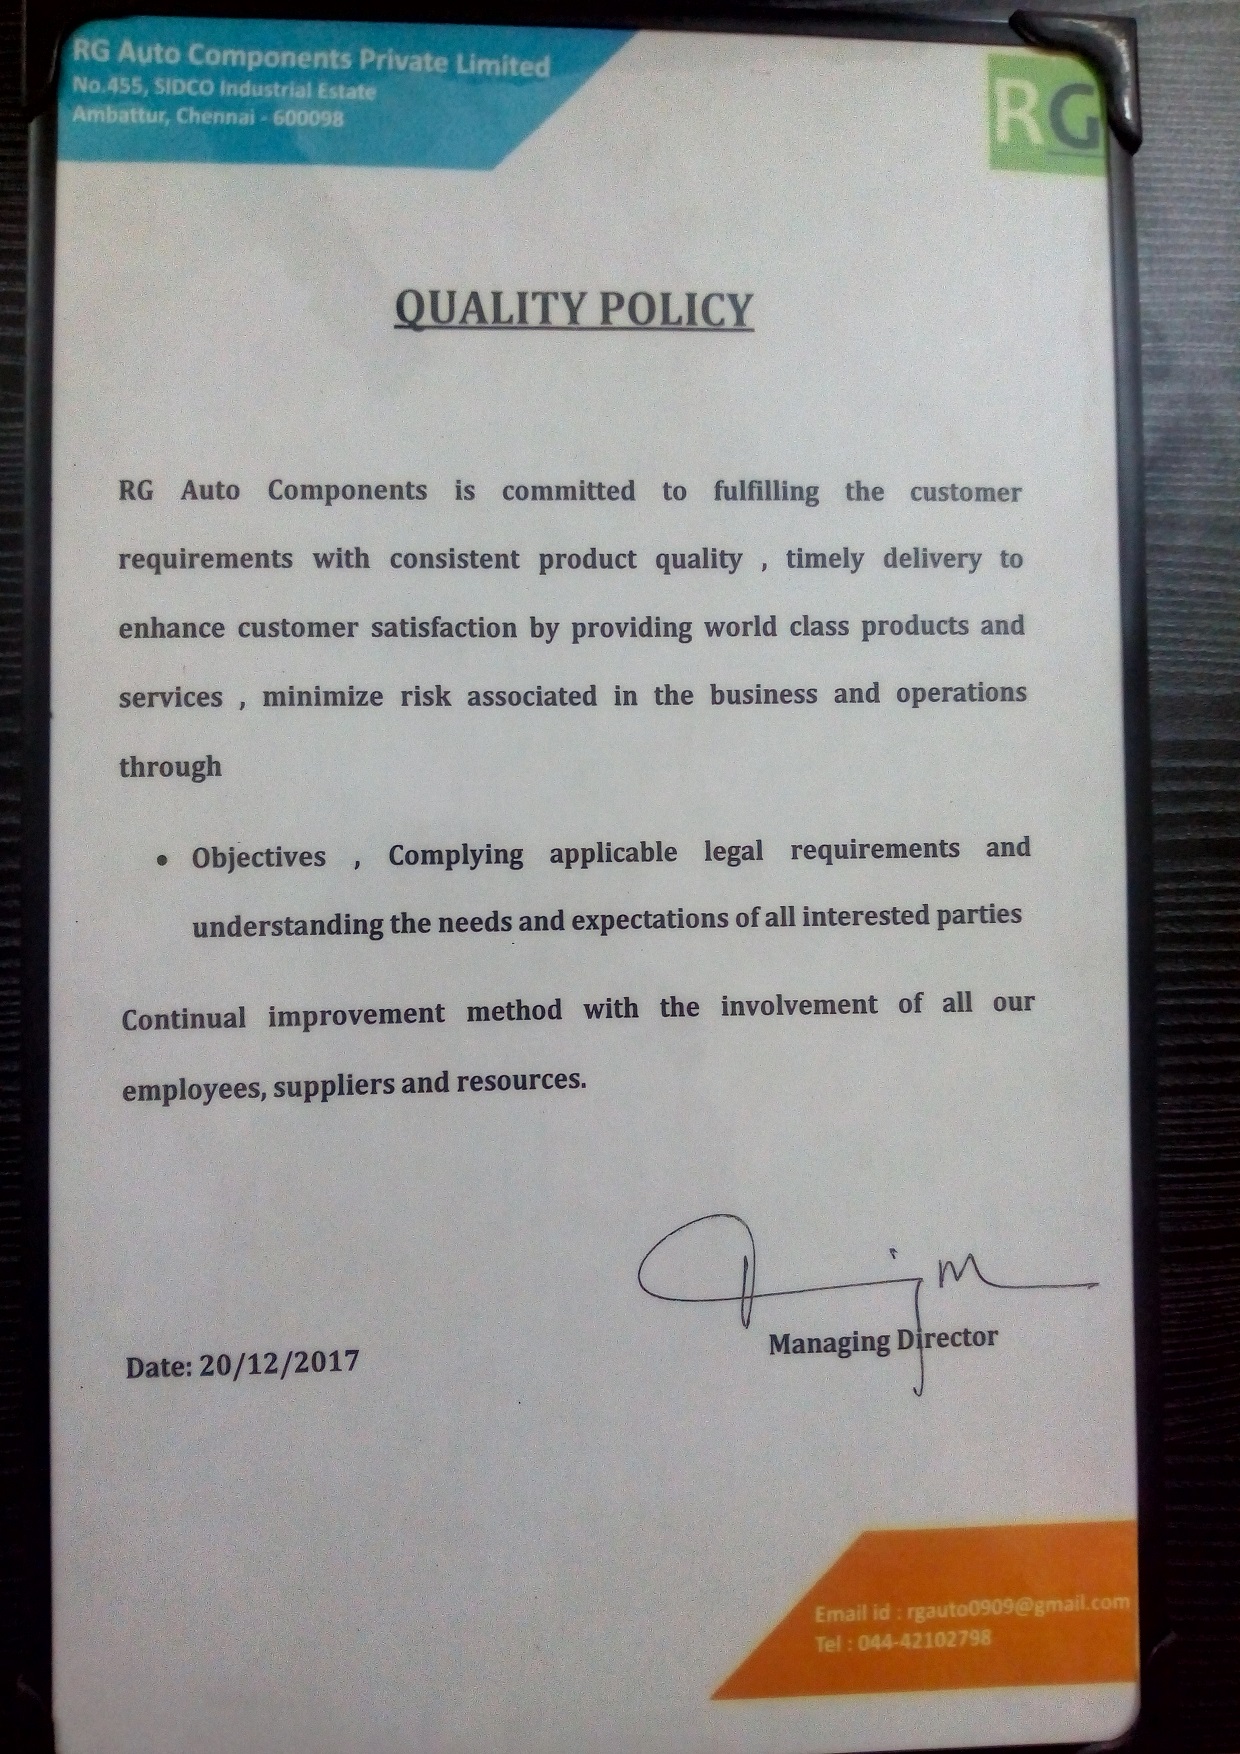 RG Auto Components Private Limited
No.455, SIDCO Industrial Estate
Ambattur, Chennai - 600098
RG
QUALITY POLICY
RG Auto Components is committed to fulfilling the customer
requirements with consistent product quality , timely delivery to
enhance customer satisfaction by providing world class products and
services , minimize risk associated in the business and operations
through
• Objectives , Complying applicable legal requirements and
understanding the needs and expectations of all interested parties
Continual improvement method with the involvement of all our
employees, suppliers and resources.
Managing Director
Date: 20/12/2017
Email id : rgauto0909@gmail.com
Tel : 044-42102798